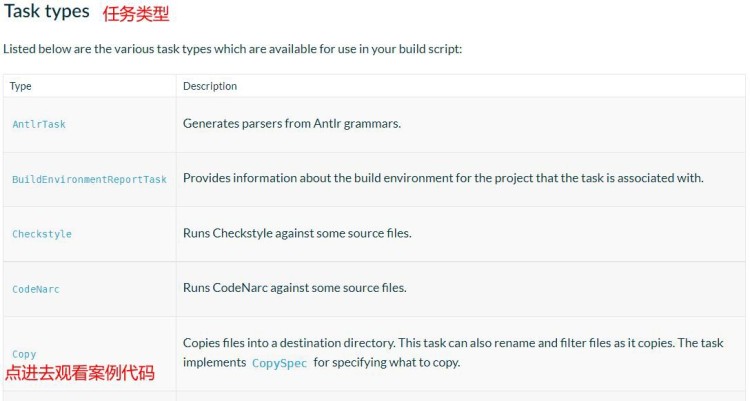 Task types 任务类型
Listed below are the various task types which are available for use in your build script:
Type Description
AntlrTask Generates parsers from Antlr grammars.
BuildEnvironmentReportTask Provides information about the build environment for the project that the task is associated with.
Checkstyle Runs Checkstyle against some source files.
CodeNarc Runs CodeNarc against some source files.
Copies files into a destination directory. This task can also rename and filter files as it copies. The task
Copy
implements CopySpec for specifying what to copy.
点进去观看案例代码